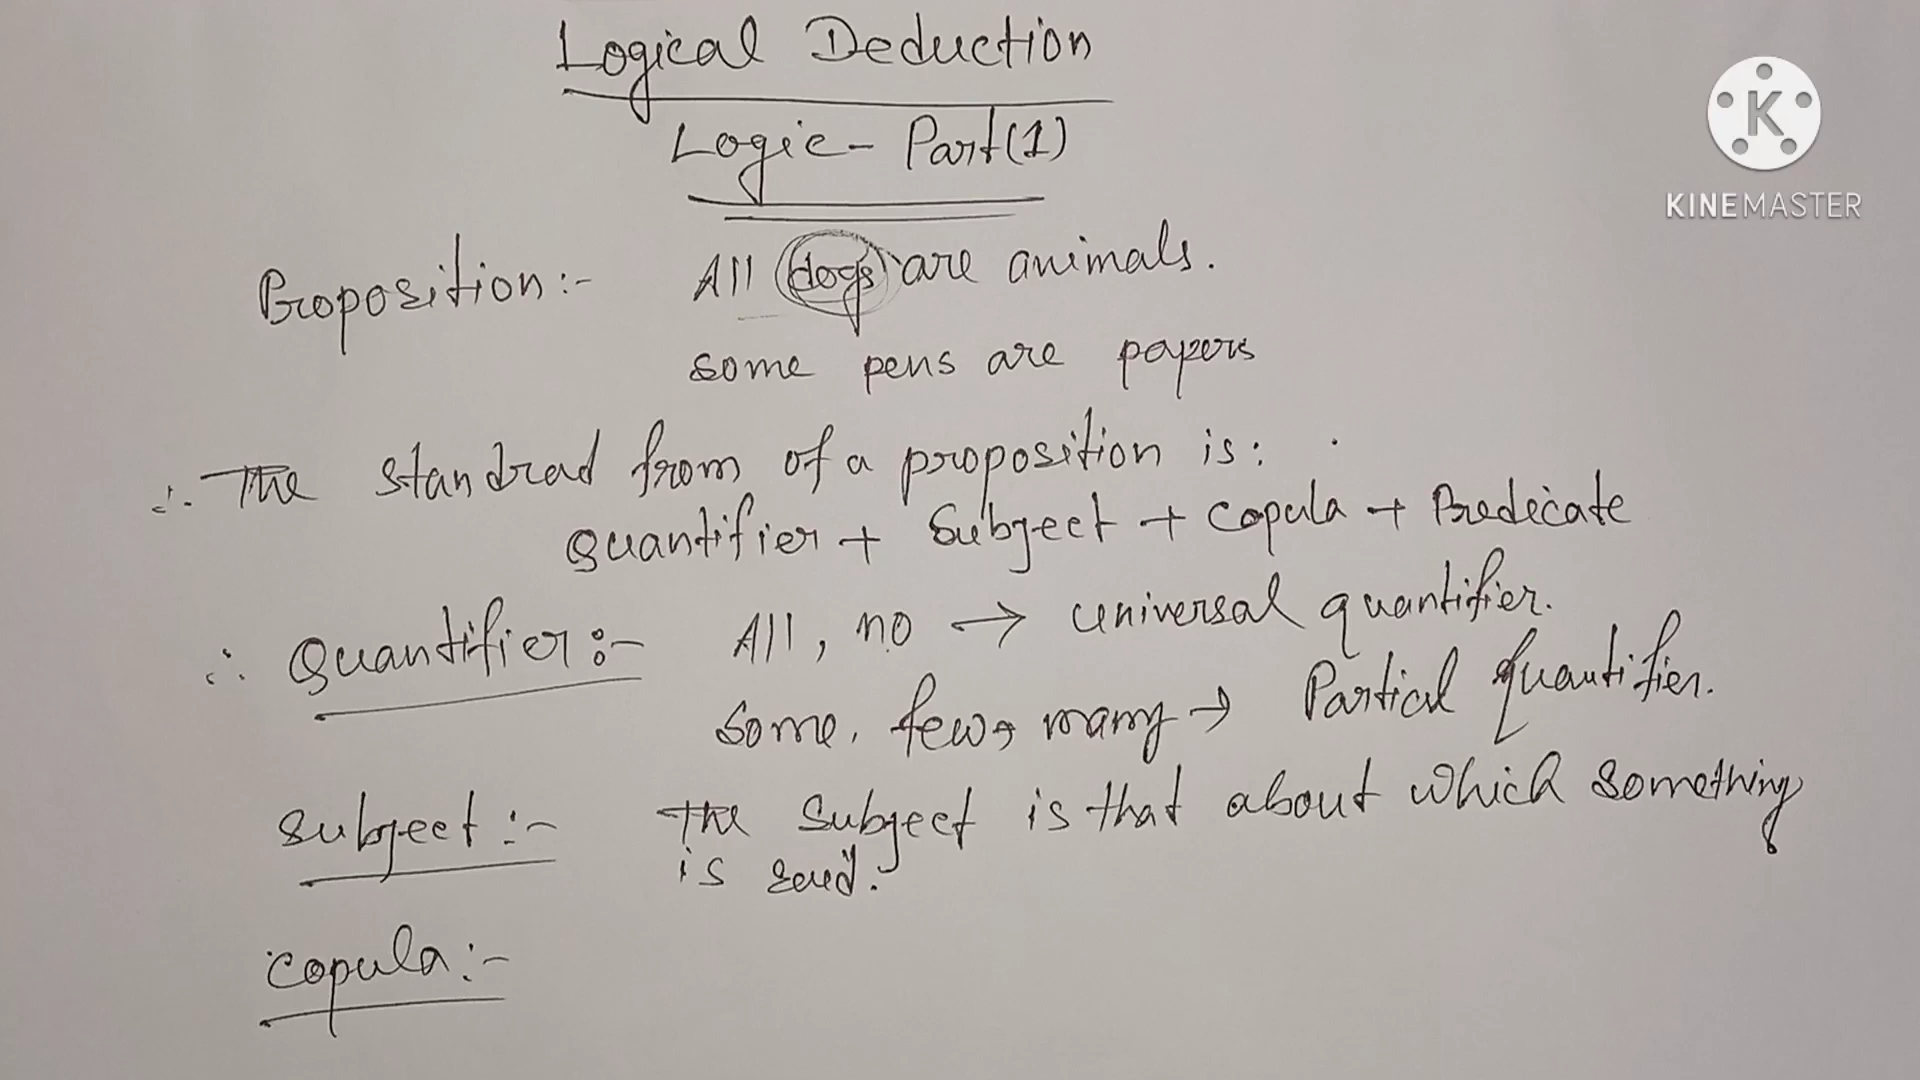 Logical Deduction
Logic- Part(1)
K
KINEMASTER
Proposition:- All dogs are animals.
some pens are papers
∴ The standrad from of a proposition is:
Quantifier + Subject + Copula + Predicate
∴ Quantifier:- All, no → universal quantifier.
Some, few, many → Partical quantifier.
Subject:- The Subject is that about which something
is said.
Copula:-